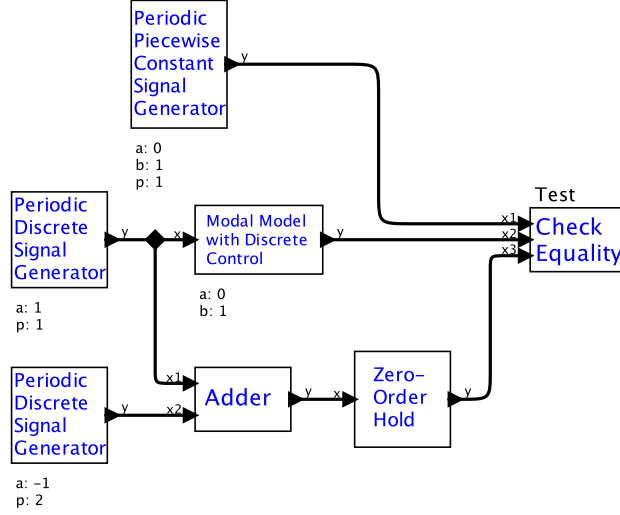 Periodic
Piecewise
Constant
Signal
Generator
y
a: 0
b: 1
p: 1
Periodic
Discrete
Signal
Generator
y
a: 1
p: 1
x
Modal Model
with Discrete
Control
y
a: 0
b: 1
Test
x1
x2
x3
Check
Equality
Periodic
Discrete
Signal
Generator
y
a: -1
p: 2
x1
x2
Adder
y
x
Zero-
Order
Hold
y